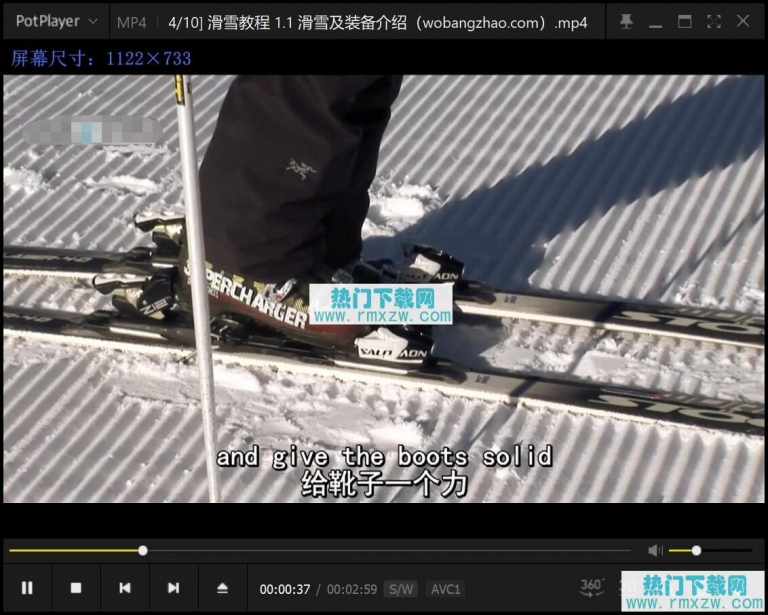 PotPlayer MP4 4/10] 滑雪教程 1.1 滑雪及装备介绍（wobangzhao.com）.mp4
屏幕尺寸：1122×733
SUPERCHARGER
SALOMON
SALOMON
热门下载网
www.rmxzw.com
and give the boots solid
给靴子一个力
00:00:37 / 00:02:59 S/W AVC1
360°
热门下载网
www.rmxzw.com